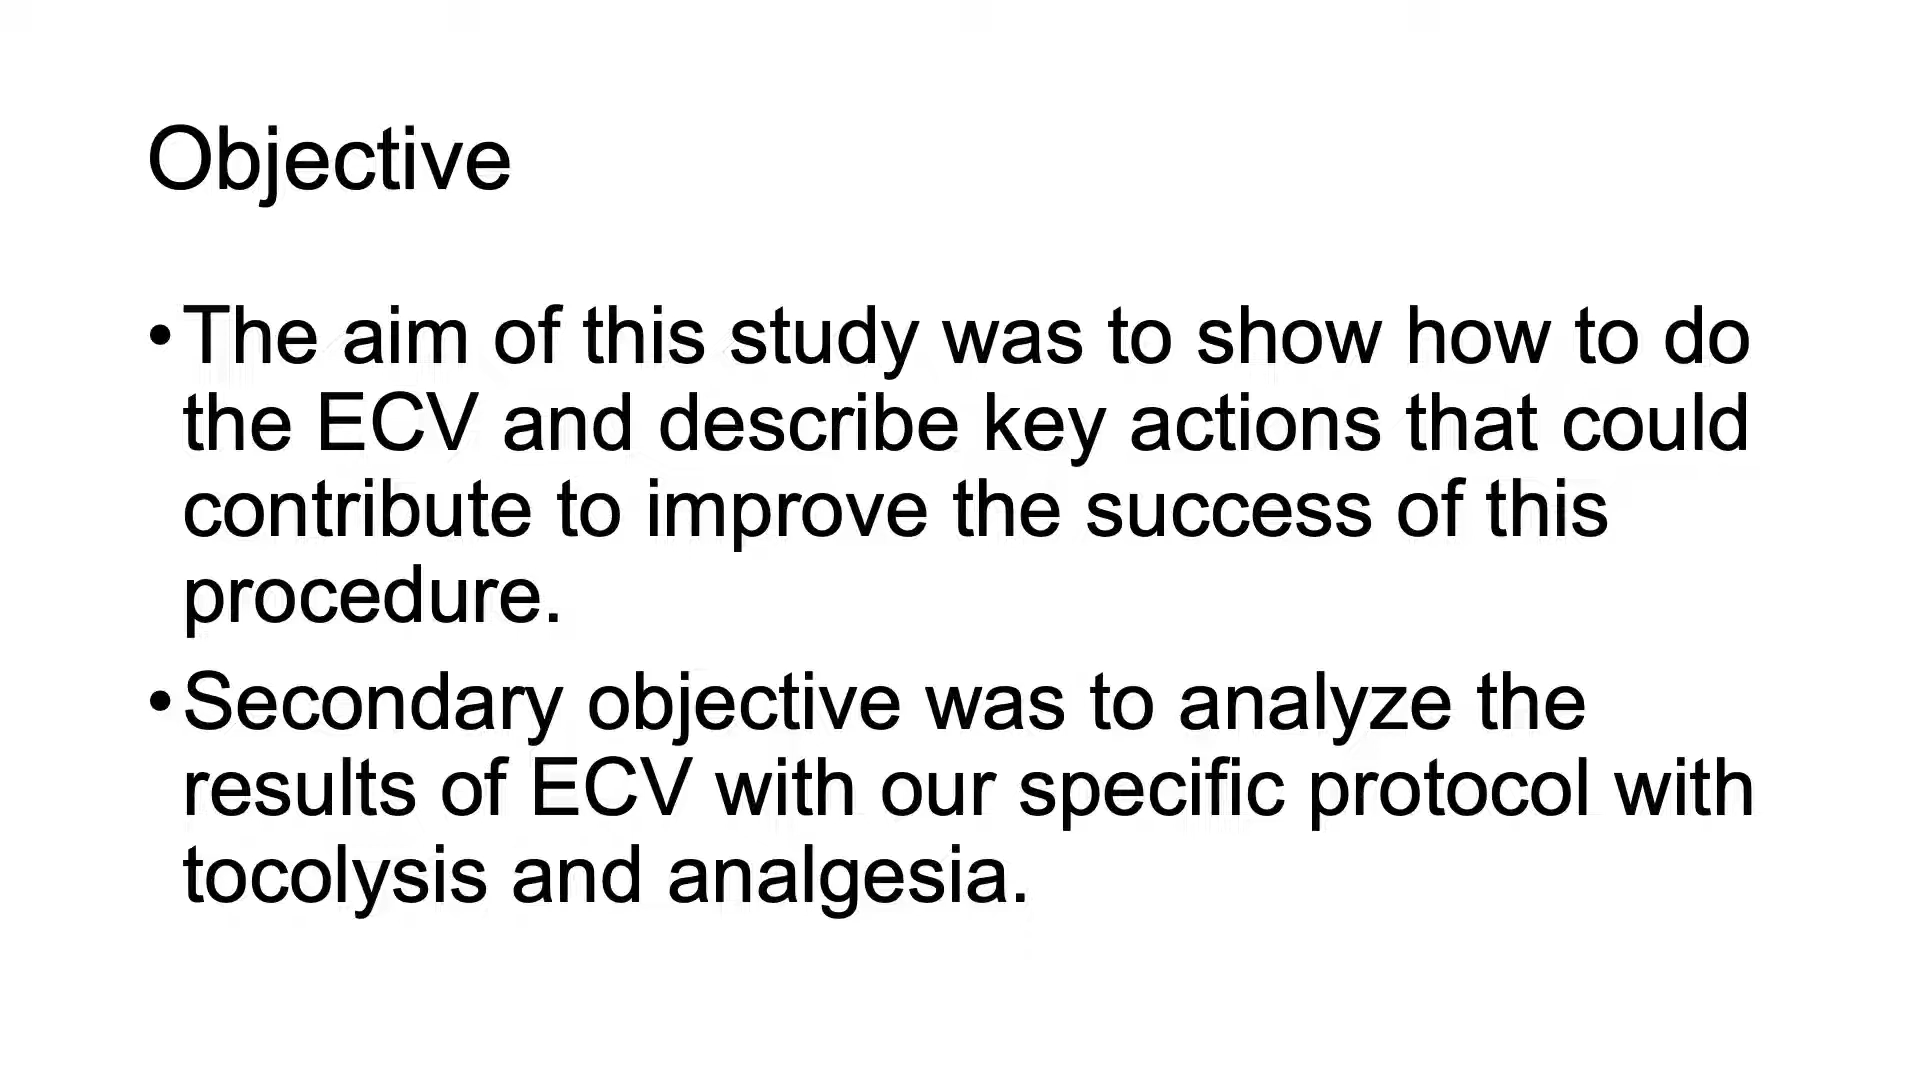 Objective
•The aim of this study was to show how to do
the ECV and describe key actions that could
contribute to improve the success of this
procedure.
•Secondary objective was to analyze the
results of ECV with our specific protocol with
tocolysis and analgesia.